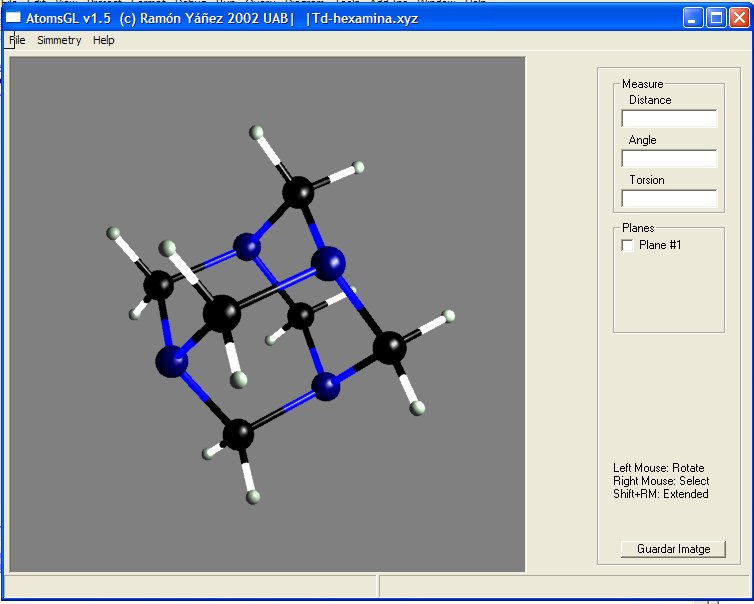 AtomsGL v1.5 (c) Ramón Yáñez 2002 UAB| |Td-hexamina.xyz
File Simmetry Help
Measure
Distance
Angle
Torsion
Planes
Plane #1
Left Mouse: Rotate
Right Mouse: Select
Shift+RM: Extended
Guardar Imatge